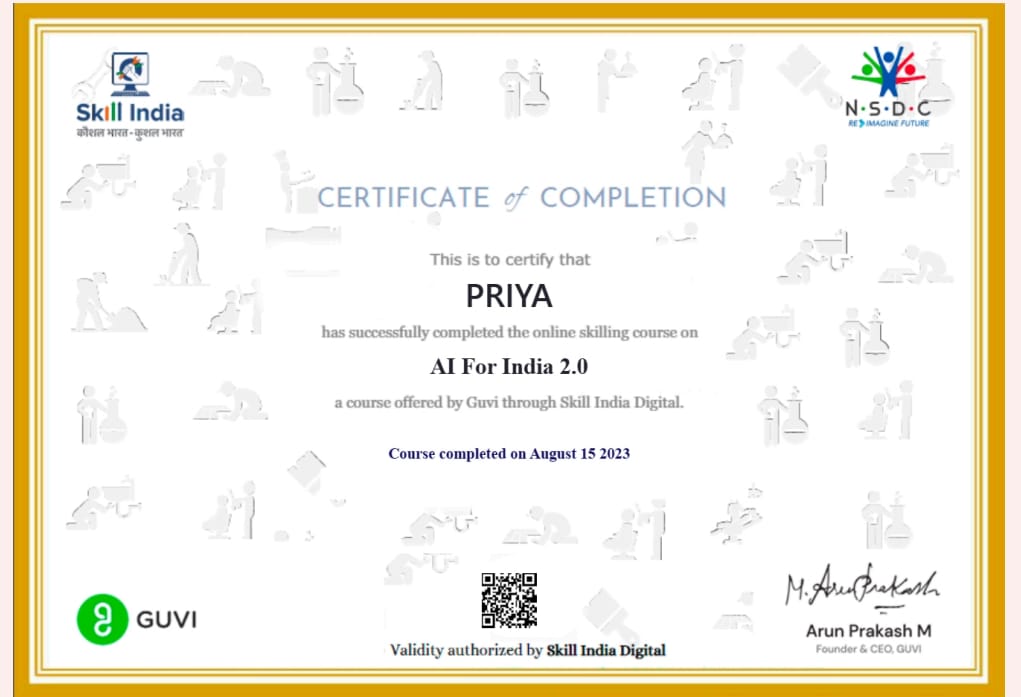 Skill India
कौशल भारत-कुशल भारत
N·S·D·C
RE IMAGINE FUTURE
CERTIFICATE of COMPLETION
This is to certify that
PRIYA
has successfully completed the online skilling course on
AI For India 2.0
a course offered by Guvi through Skill India Digital.
Course completed on August 15 2023
GUVI
Validity authorized by Skill India Digital
M. Arun Prakash
Arun Prakash M
Founder & CEO, GUVI